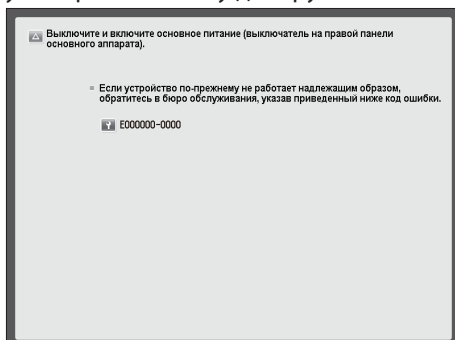 Выключите и включите основное питание (выключатель на правой панели
основного аппарата).
Если устройство по-прежнему не работает надлежащим образом,
обратитесь в бюро обслуживания, указав приведенный ниже код ошибки.
E000000-0000